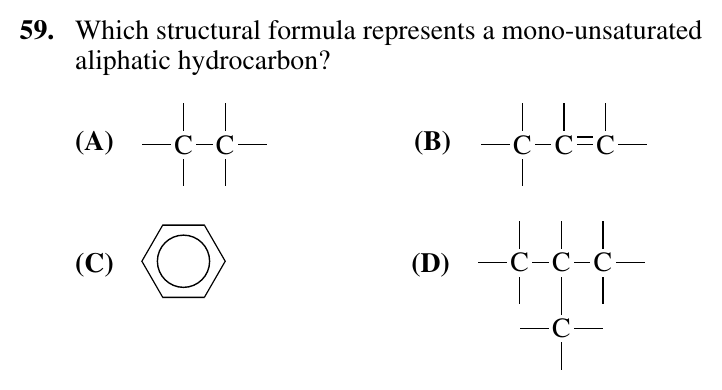 59. Which structural formula represents a mono-unsaturated
aliphatic hydrocarbon?
(A) —C—C—
(B) —C—C=C—
(C)
(D) —C—C—C—
—C—